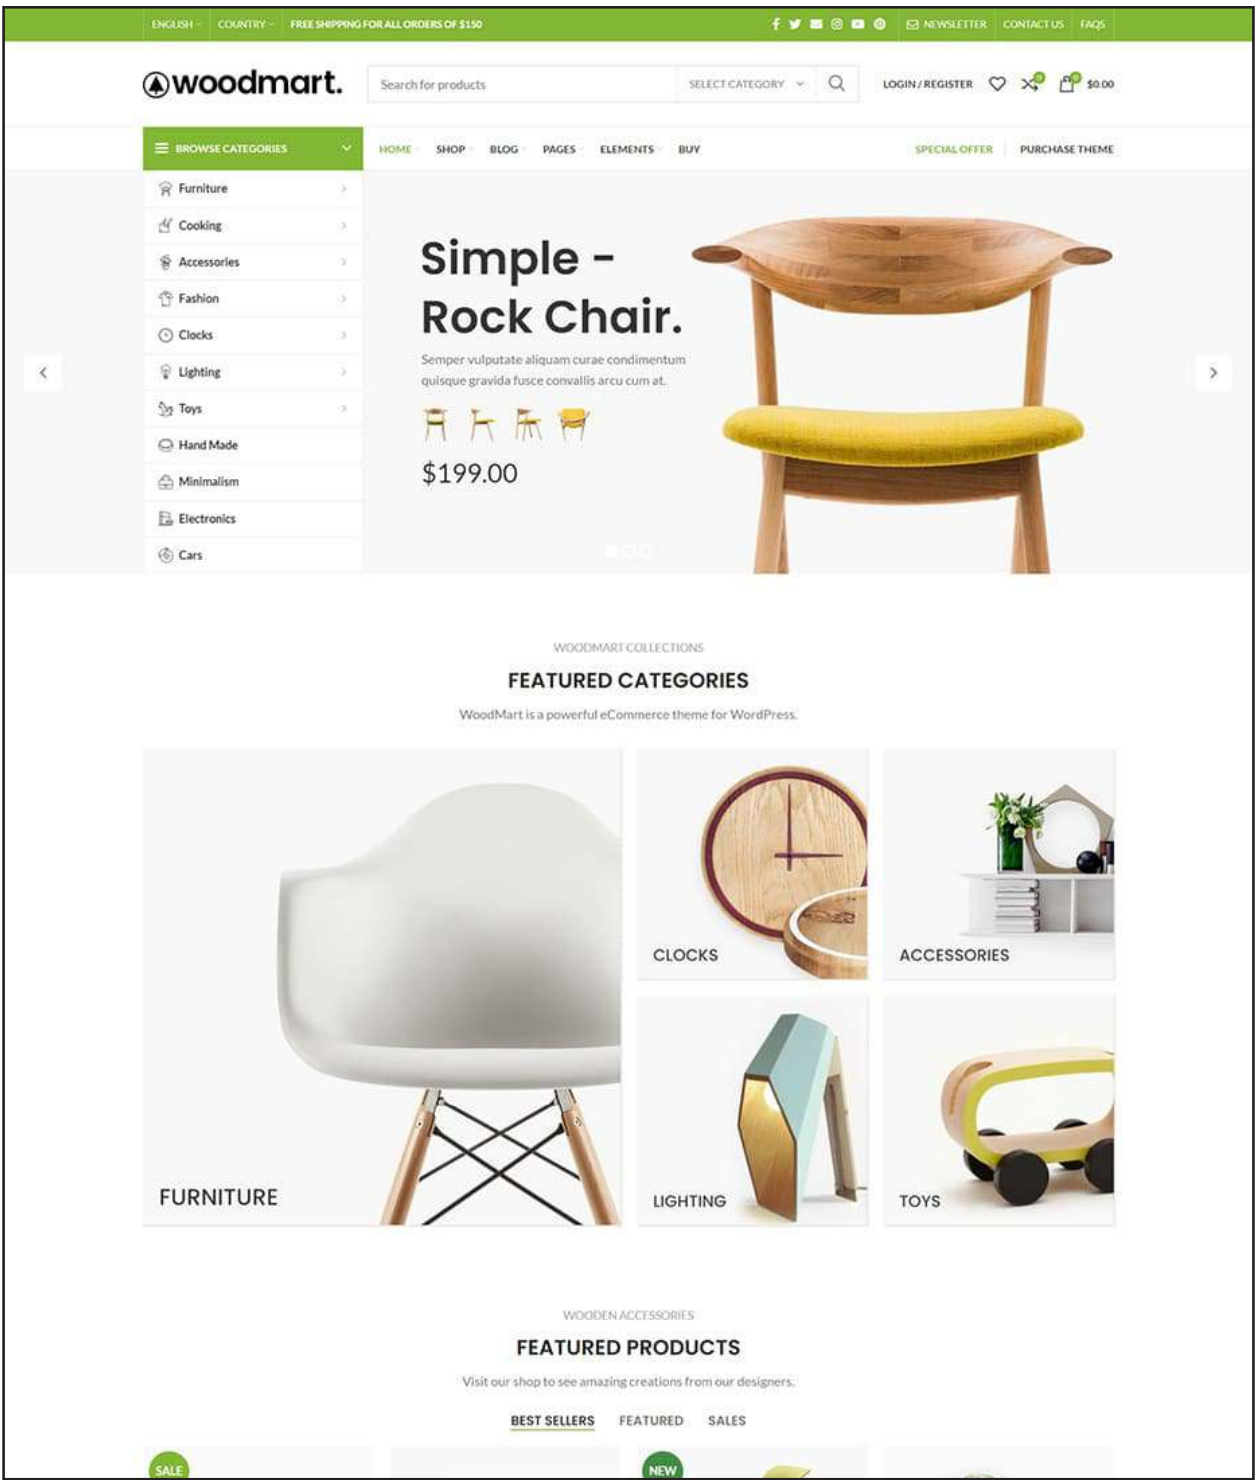 ENGLISH COUNTRY FREE SHIPPING FOR ALL ORDERS OF $150 NEWSLETTER CONTACT US FAQS
woodmart. Search for products SELECT CATEGORY LOGIN / REGISTER 0 0 $0.00
BROWSE CATEGORIES HOME SHOP BLOG PAGES ELEMENTS BUY SPECIAL OFFER PURCHASE THEME
Furniture
Cooking
Accessories
Fashion
Clocks
Lighting
Toys
Hand Made
Minimalism
Electronics
Cars
Simple -
Rock Chair.
Semper vulputate aliquam curae condimentum
quisque gravida fusce convallis arcu cum at.
$199.00
WOODMART COLLECTIONS
FEATURED CATEGORIES
WoodMart is a powerful eCommerce theme for WordPress.
FURNITURE
CLOCKS
ACCESSORIES
LIGHTING
TOYS
WOODEN ACCESSORIES
FEATURED PRODUCTS
Visit our shop to see amazing creations from our designers.
BEST SELLERS FEATURED SALES
SALE NEW